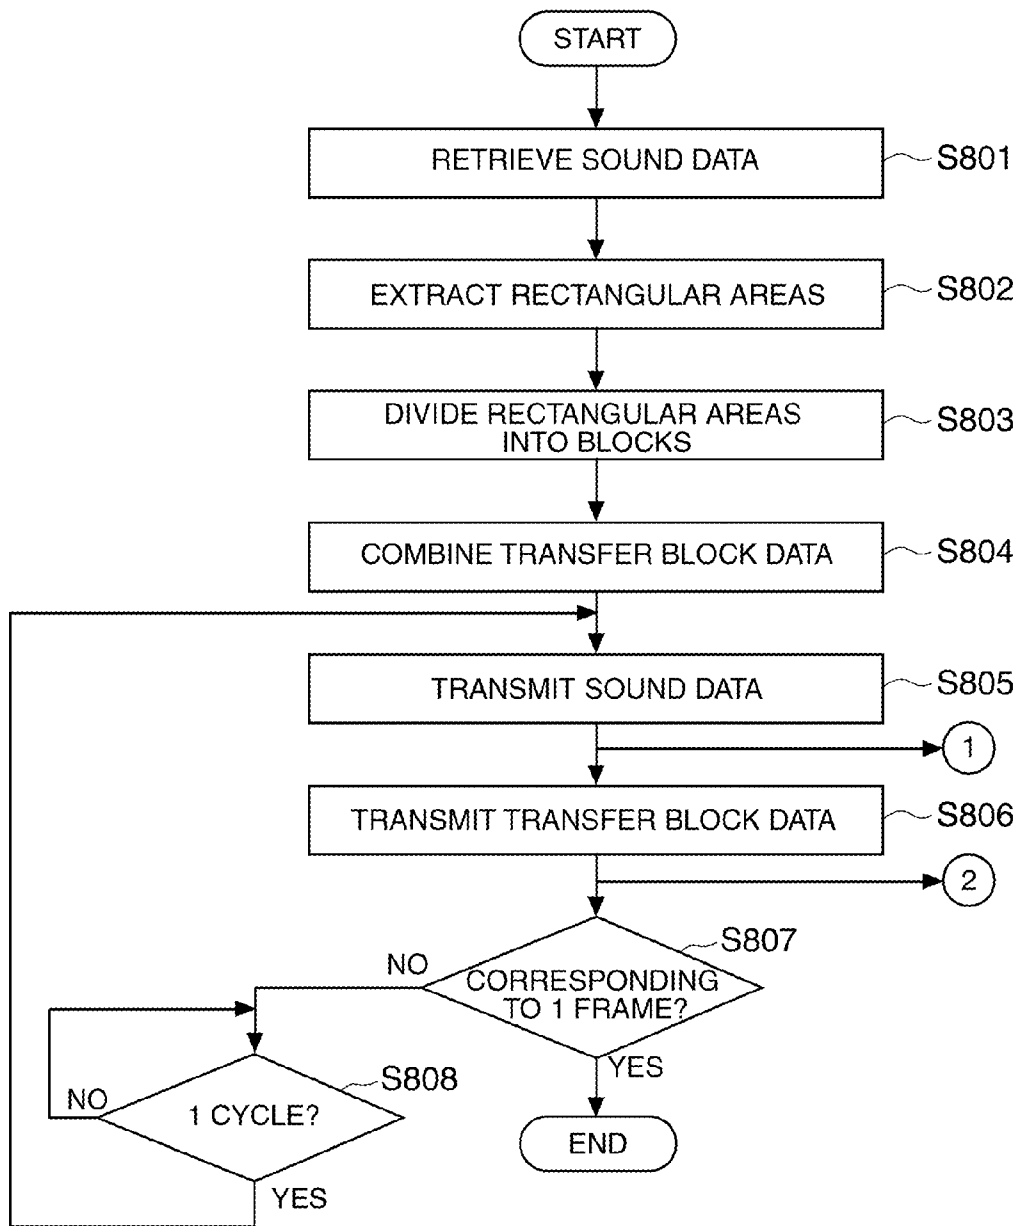 START
RETRIEVE SOUND DATA
S801
EXTRACT RECTANGULAR AREAS
S802
DIVIDE RECTANGULAR AREAS
INTO BLOCKS
S803
COMBINE TRANSFER BLOCK DATA
S804
TRANSMIT SOUND DATA
S805
1
TRANSMIT TRANSFER BLOCK DATA
S806
2
S807
NO
CORRESPONDING
TO 1 FRAME?
YES
S808
NO
1 CYCLE?
END
YES